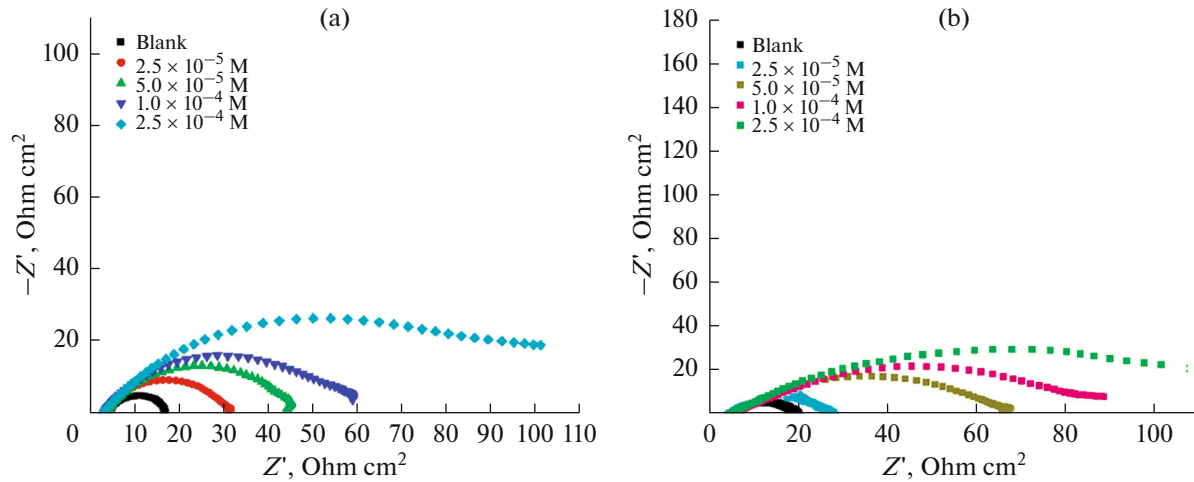 (a)
100
80
60
40
20
0
10 20 30 40 50 60 70 80 90 100 110
−Z', Ohm cm²
Z', Ohm cm²
Blank
2.5 × 10⁻⁵ M
5.0 × 10⁻⁵ M
1.0 × 10⁻⁴ M
2.5 × 10⁻⁴ M
(b)
180
160
140
120
100
80
60
40
20
0 20 40 60 80 100
−Z', Ohm cm²
Z', Ohm cm²
Blank
2.5 × 10⁻⁵ M
5.0 × 10⁻⁵ M
1.0 × 10⁻⁴ M
2.5 × 10⁻⁴ M